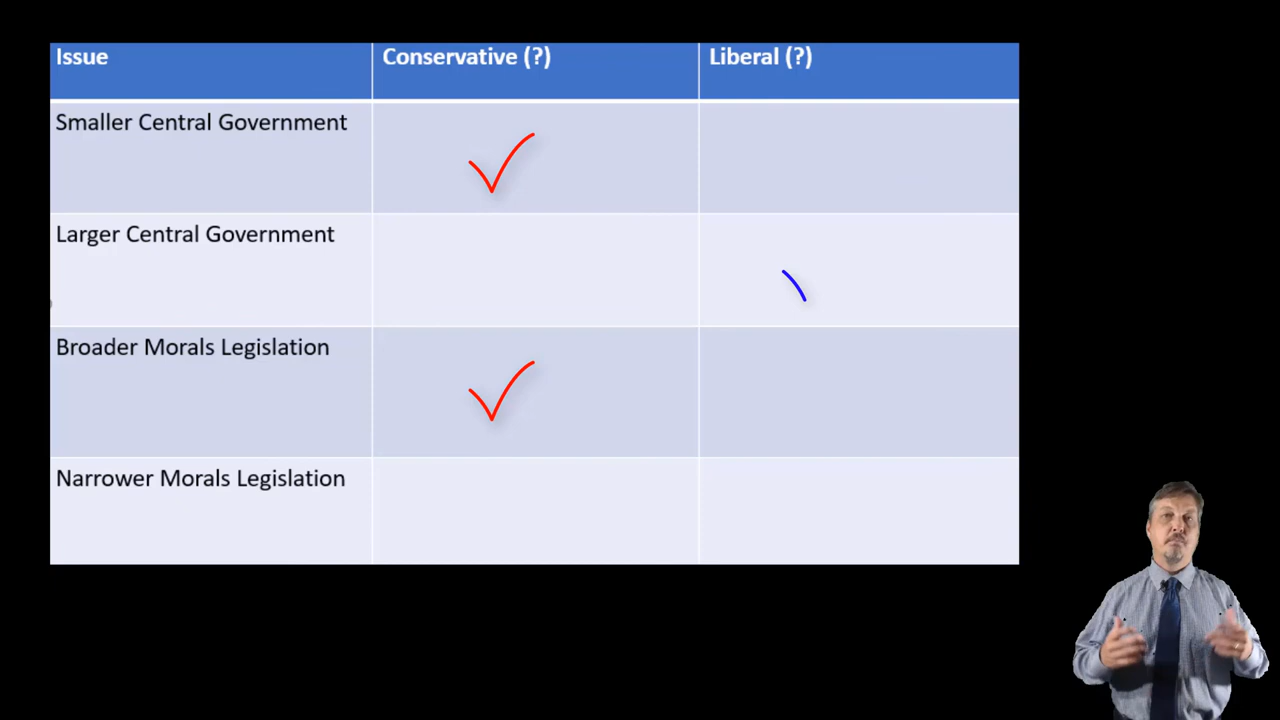 Issue
Conservative (?)
Liberal (?)
Smaller Central Government
Larger Central Government
Broader Morals Legislation
Narrower Morals Legislation